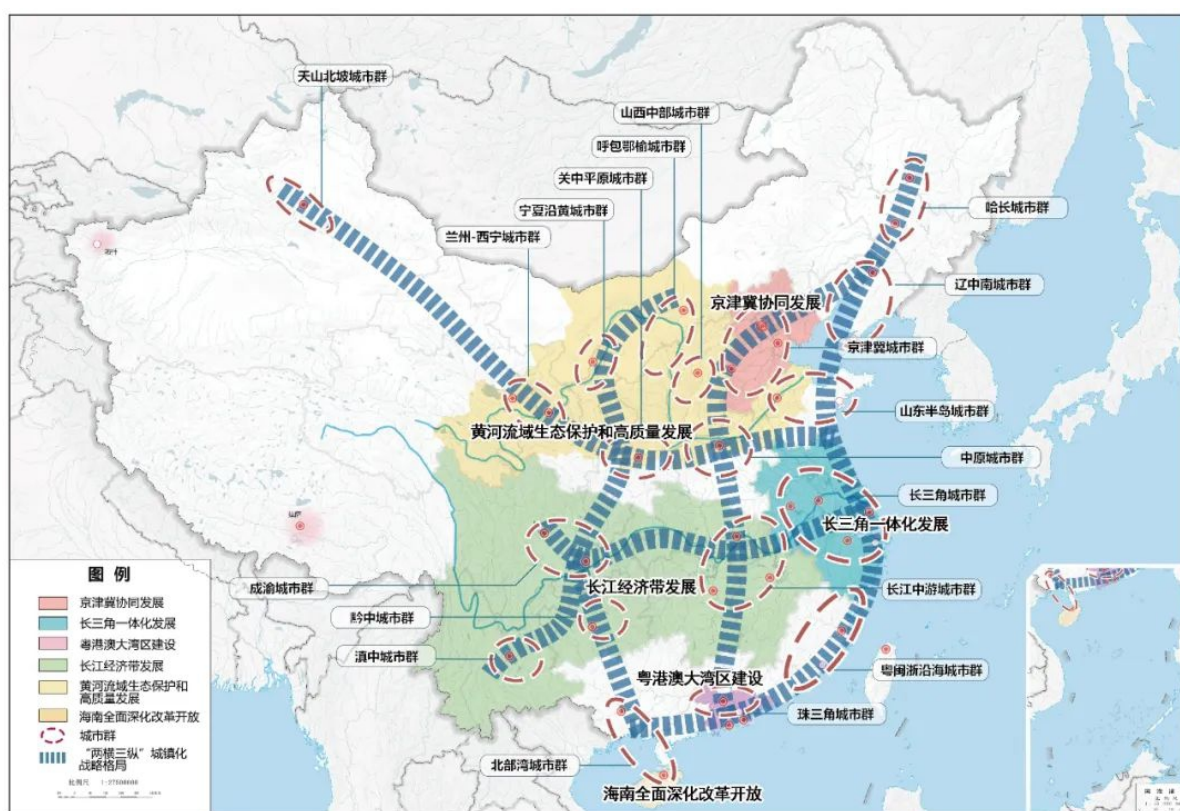 天山北坡城市群
山西中部城市群
呼包鄂榆城市群
关中平原城市群
宁夏沿黄城市群
兰州-西宁城市群
哈长城市群
喀什
辽中南城市群
京津冀协同发展
京津冀城市群
山东半岛城市群
黄河流域生态保护和高质量发展
中原城市群
长三角城市群
拉萨
长三角一体化发展
成渝城市群
长江经济带发展
长江中游城市群
黔中城市群
滇中城市群
粤闽浙沿海城市群
粤港澳大湾区建设
珠三角城市群
北部湾城市群
海南全面深化改革开放
图 例
京津冀协同发展
长三角一体化发展
粤港澳大湾区建设
长江经济带发展
黄河流域生态保护和
高质量发展
海南全面深化改革开放
城市群
“两横三纵”城镇化
战略格局
比例尺 1:27500000